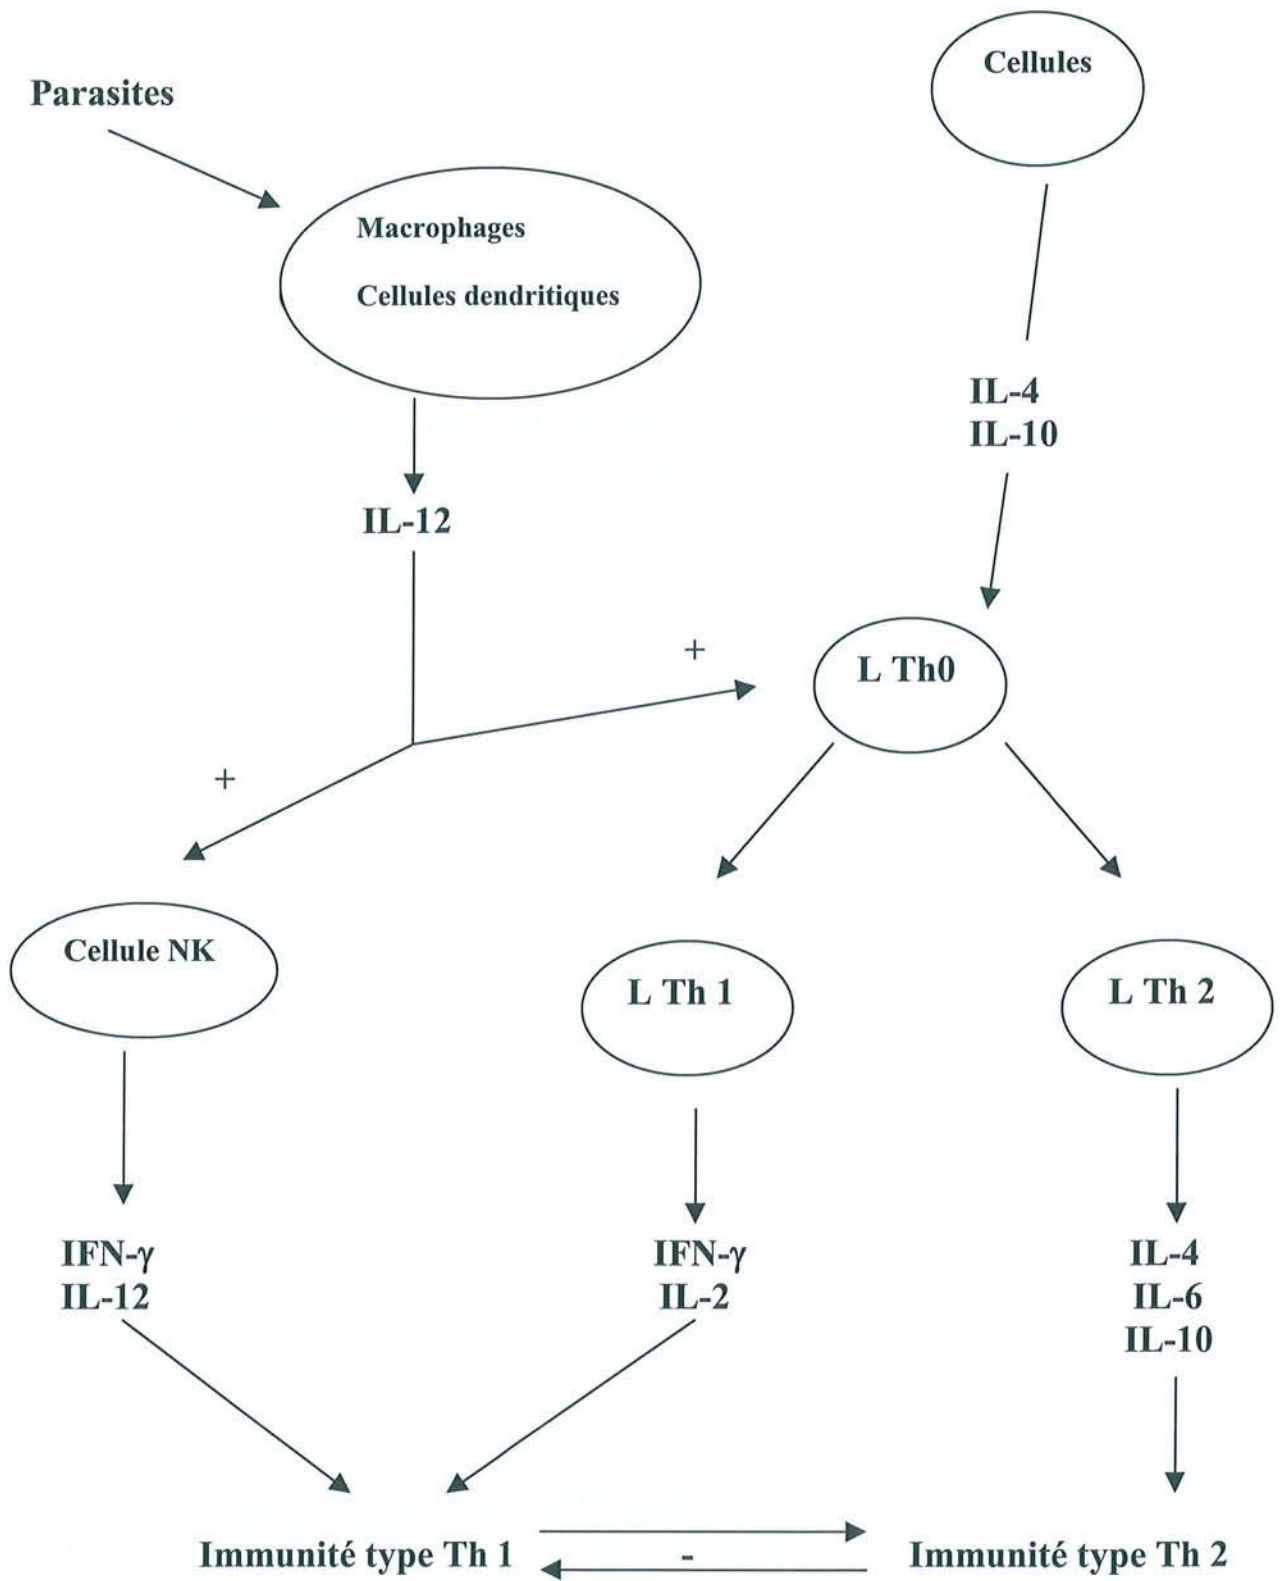 Cellules
Parasites
Macrophages
Cellules dendritiques
IL-4
IL-10
IL-12
+
L Th0
+
Cellule NK
L Th 1
L Th 2
IFN-γ
IL-12
IFN-γ
IL-2
IL-4
IL-6
IL-10
Immunité type Th 1
-
Immunité type Th 2